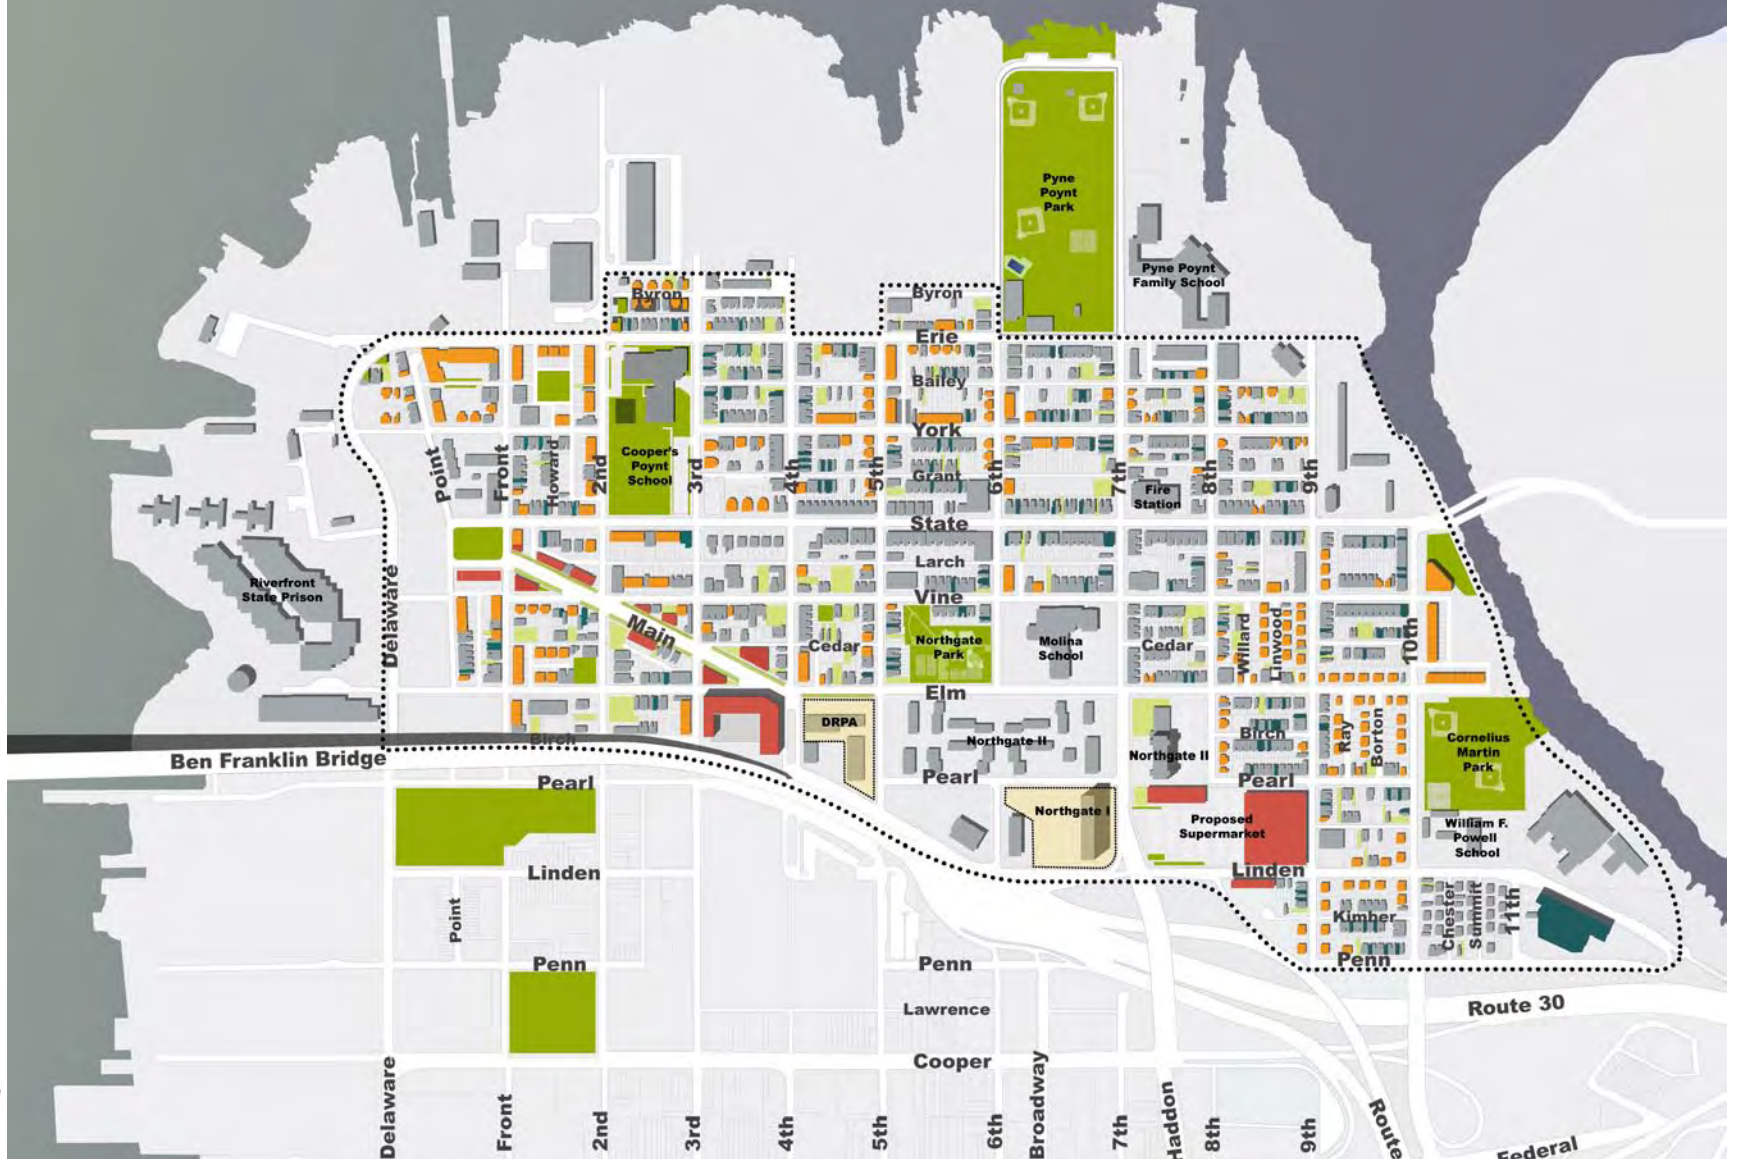 Pyne
Poynt
Park
Pyne Poynt
Family School
Byron
Byron
Erie
Bailey
York
Cooper's
Poynt
School
Point
Front
Howard
2nd
3rd
4th
5th
6th
7th
8th
9th
Grant
Fire
Station
State
Larch
Riverfront
State Prison
Delaware
Vine
Main
Cedar
Northgate
Park
Molina
School
Cedar
Willard
Linwood
10th
Elm
DRPA
Northgate II
Northgate II
Birch
Ray
Borton
Cornelius
Martin
Park
Birch
Ben Franklin Bridge
Pearl
Pearl
Pearl
Northgate I
Proposed
Supermarket
William F.
Powell
School
Linden
Linden
Point
Kimber
Chester
Summit
11th
Penn
Penn
Penn
Lawrence
Route 30
Cooper
Delaware
Front
2nd
3rd
4th
5th
6th
Broadway
7th
Haddon
8th
9th
Route
Federal